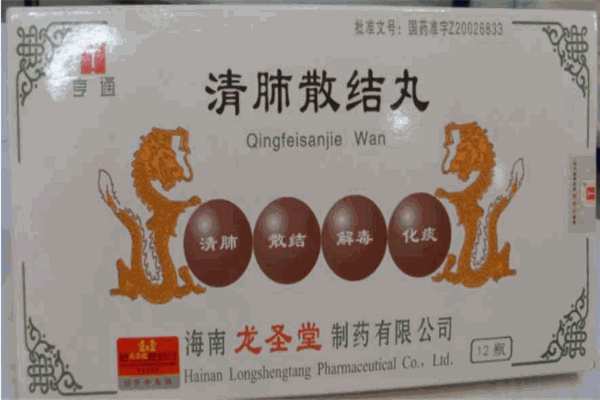 批准文号：国药准字Z20026833
亨通
清肺散结丸
Qingfeisanjie Wan
清肺 散结 解毒 化痰
海南龙圣堂制药有限公司
Hainan Longshengtang Pharmaceutical Co., Ltd.
12瓶